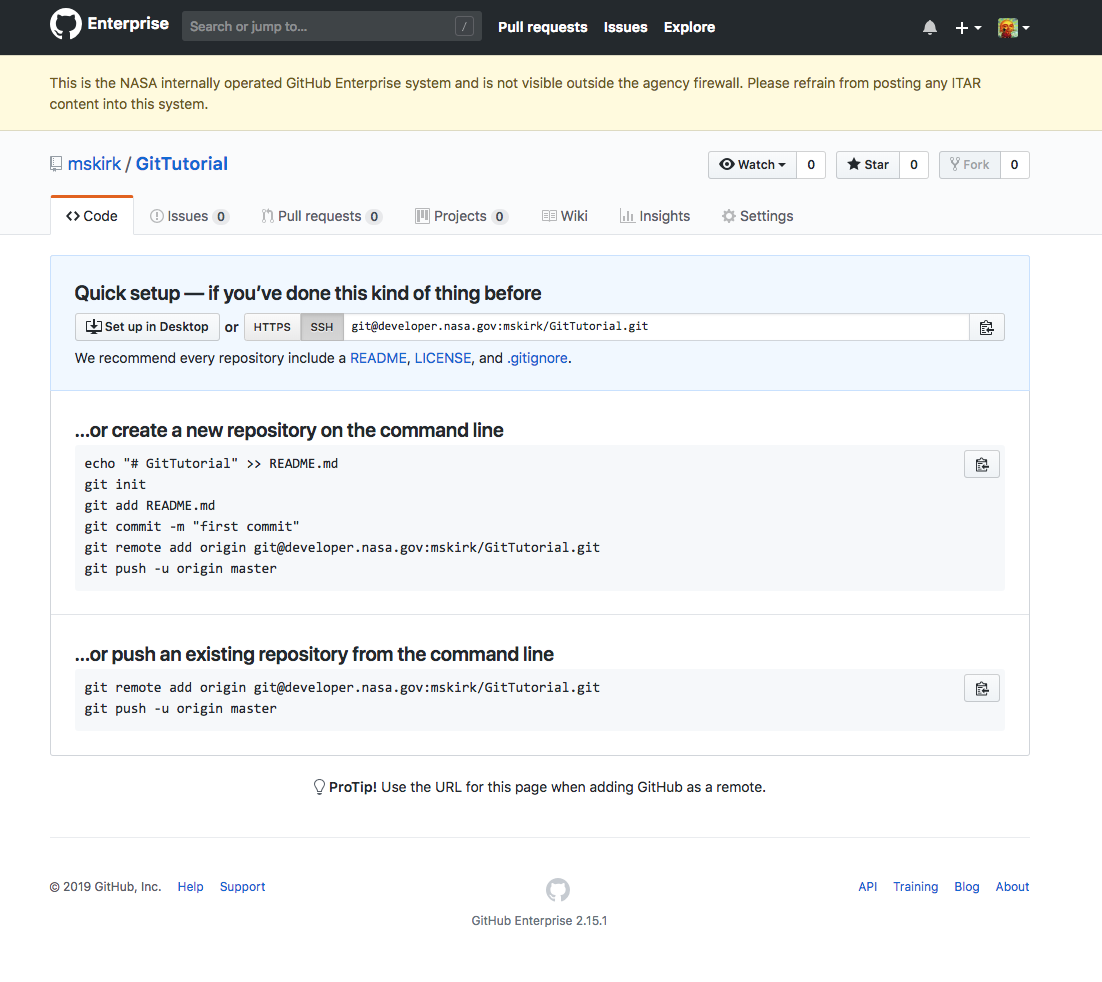 Enterprise Search or jump to... / Pull requests Issues Explore
This is the NASA internally operated GitHub Enterprise system and is not visible outside the agency firewall. Please refrain from posting any ITAR
content into this system.
mskirk / GitTutorial Watch 0 Star 0 Fork 0
Code Issues 0 Pull requests 0 Projects 0 Wiki Insights Settings
Quick setup — if you’ve done this kind of thing before
Set up in Desktop or HTTPS SSH git@developer.nasa.gov:mskirk/GitTutorial.git
We recommend every repository include a README, LICENSE, and .gitignore.
…or create a new repository on the command line
echo "# GitTutorial" >> README.md
git init
git add README.md
git commit -m "first commit"
git remote add origin git@developer.nasa.gov:mskirk/GitTutorial.git
git push -u origin master
…or push an existing repository from the command line
git remote add origin git@developer.nasa.gov:mskirk/GitTutorial.git
git push -u origin master
ProTip! Use the URL for this page when adding GitHub as a remote.
© 2019 GitHub, Inc. Help Support API Training Blog About
GitHub Enterprise 2.15.1